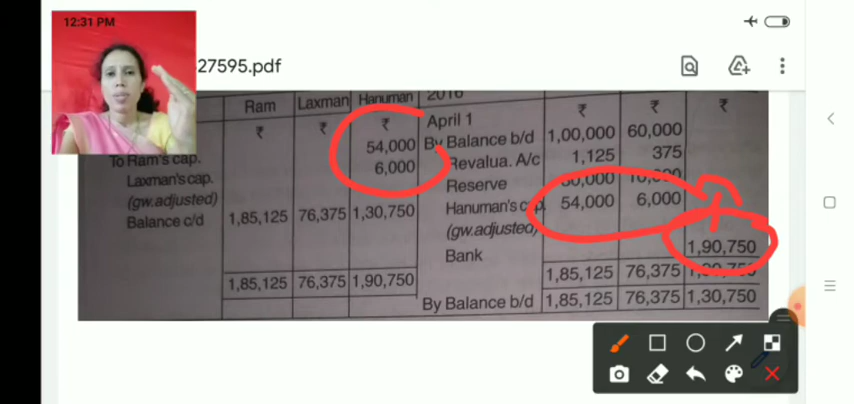 12:31 PM
27595.pdf
Ram Laxman Hanuman 2016
₹ ₹ ₹ April 1 ₹ ₹ ₹
54,000 By Balance b/d 1,00,000 60,000
To Ram's cap. 6,000 Revalua. A/c 1,125 375
Laxman's cap. Reserve
(gw.adjusted) Hanuman's cap. 54,000 6,000
Balance c/d 1,85,125 76,375 1,30,750 (gw.adjusted)
Bank 1,90,750
1,85,125 76,375 1,90,750 1,85,125 76,375
By Balance b/d 1,85,125 76,375 1,30,750